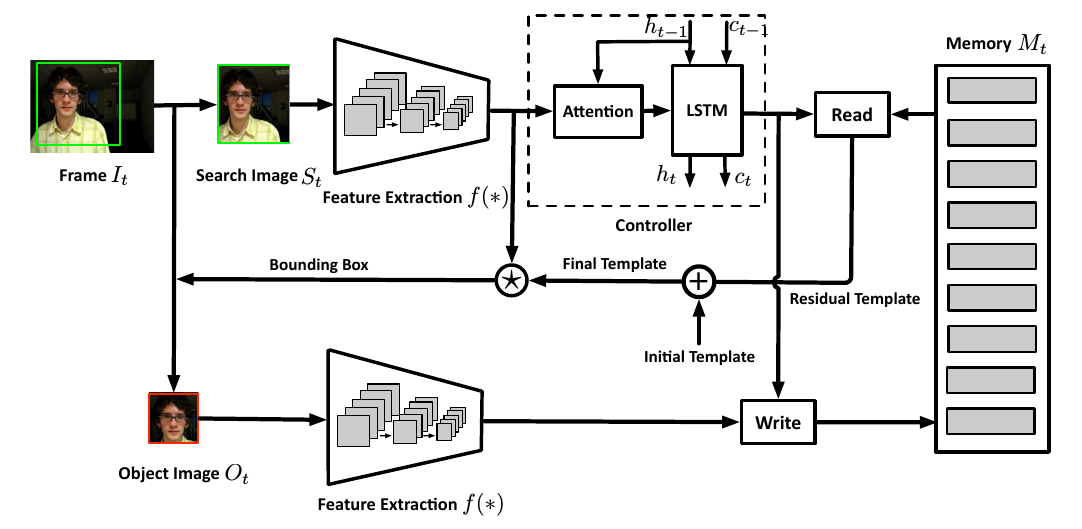 h_{t-1}
c_{t-1}
Memory M_t
Attention
LSTM
Read
Frame I_t
Search Image S_t
Feature Extraction f(*)
h_t
c_t
Controller
Bounding Box
Final Template
+
Residual Template
Initial Template
Write
Object Image O_t
Feature Extraction f(*)